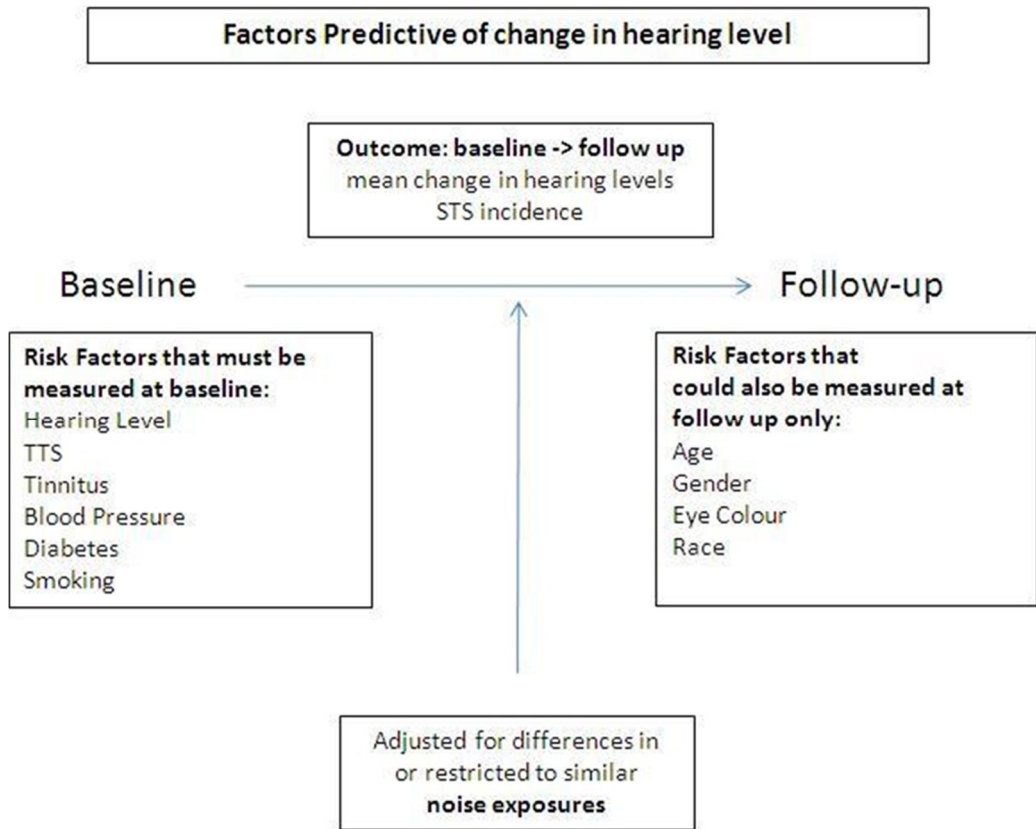 Factors Predictive of change in hearing level
Outcome: baseline -> follow up
mean change in hearing levels
STS incidence
Baseline
Follow-up
Risk Factors that must be
measured at baseline:
Hearing Level
TTS
Tinnitus
Blood Pressure
Diabetes
Smoking
Risk Factors that
could also be measured at
follow up only:
Age
Gender
Eye Colour
Race
Adjusted for differences in
or restricted to similar
noise exposures